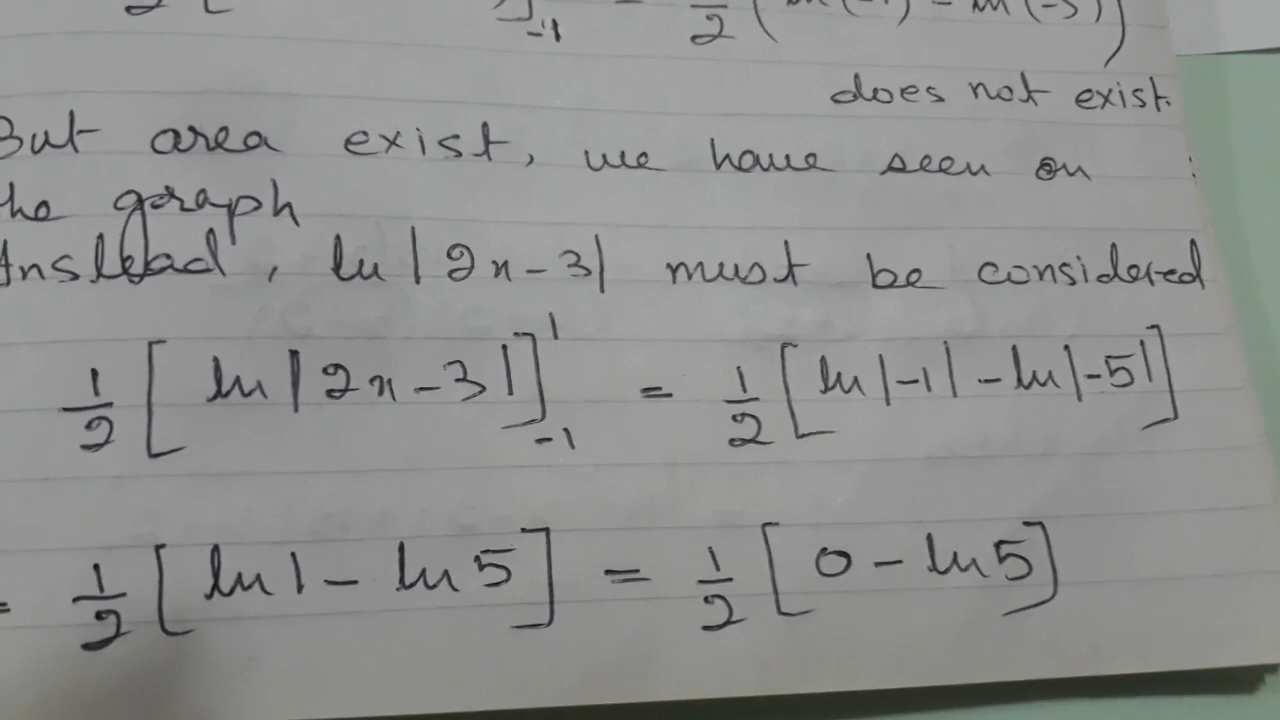 does not exist.
But area exist, we have seen on
the graph
Instead, ln |2x-3| must be considered
1/2 [ ln |2x-3| ]¹₋₁ = 1/2 [ln|-1| - ln|-5|]
= 1/2 [ ln 1 - ln 5 ] = 1/2 [ 0 - ln 5]